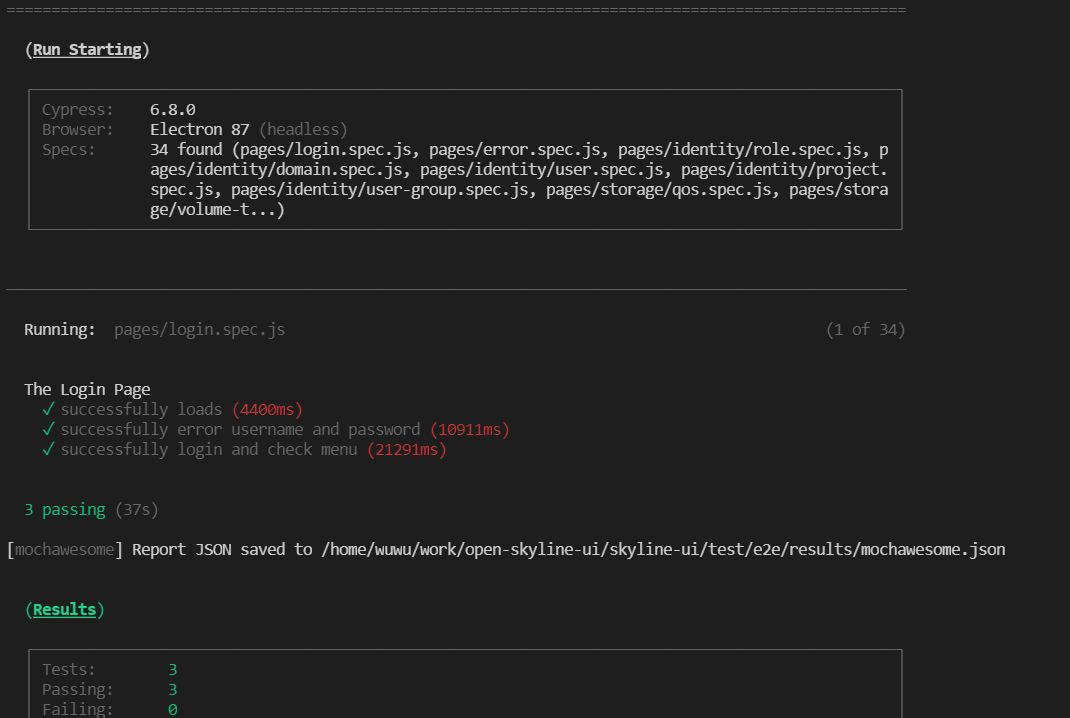 ====================================================================================================
(Run Starting)
Cypress: 6.8.0
Browser: Electron 87 (headless)
Specs: 34 found (pages/login.spec.js, pages/error.spec.js, pages/identity/role.spec.js, p
ages/identity/domain.spec.js, pages/identity/user.spec.js, pages/identity/project.
spec.js, pages/identity/user-group.spec.js, pages/storage/qos.spec.js, pages/stora
ge/volume-t...)
Running: pages/login.spec.js (1 of 34)
The Login Page
✓ successfully loads (4400ms)
✓ successfully error username and password (10911ms)
✓ successfully login and check menu (21291ms)
3 passing (37s)
[mochawesome] Report JSON saved to /home/wuwu/work/open-skyline-ui/skyline-ui/test/e2e/results/mochawesome.json
(Results)
Tests: 3
Passing: 3
Failing: 0